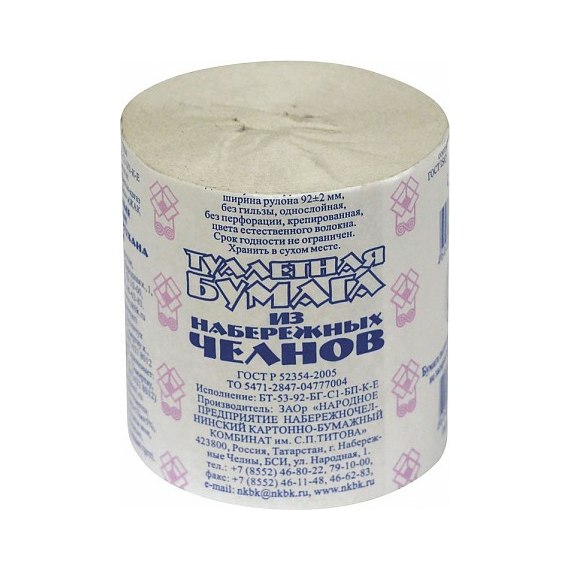 ширина рулона 92±2 мм,
без гильзы, однослойная,
без перфорации, крепированная,
цвета естественного волокна.
Срок годности не ограничен.
Хранить в сухом месте.
ТУАЛЕТНАЯ
БУМАГА
ИЗ
НАБЕРЕЖНЫХ
ЧЕЛНОВ
ГОСТ Р 52354-2005
ТО 5471-2847-04777004
Исполнение: БТ-53-92-БГ-С1-БП-К-Е
Производитель: ЗАОр «НАРОДНОЕ
ПРЕДПРИЯТИЕ НАБЕРЕЖНОЧЕЛ-
НИНСКИЙ КАРТОННО-БУМАЖНЫЙ
КОМБИНАТ им. С.П.ТИТОВА"
423800, Россия, Татарстан, г. Набереж-
ные Челны, БСИ, ул. Народная, 1.
тел.: +7 (8552) 46-80-22, 79-10-00,
факс: +7 (8552) 46-11-48, 46-62-83,
e-mail: nkbk@nkbk.ru, www.nkbk.ru